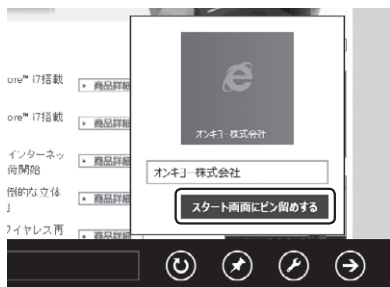 ore™ i7搭載
商品詳細
ore™ i7搭載
商品詳細
インターネッ
荷開始
商品詳細
倒的な立体
商品詳細
ワイヤレス再
商品詳細
オンキヨー株式会社
オンキヨー株式会社
スタート画面にピン留めする